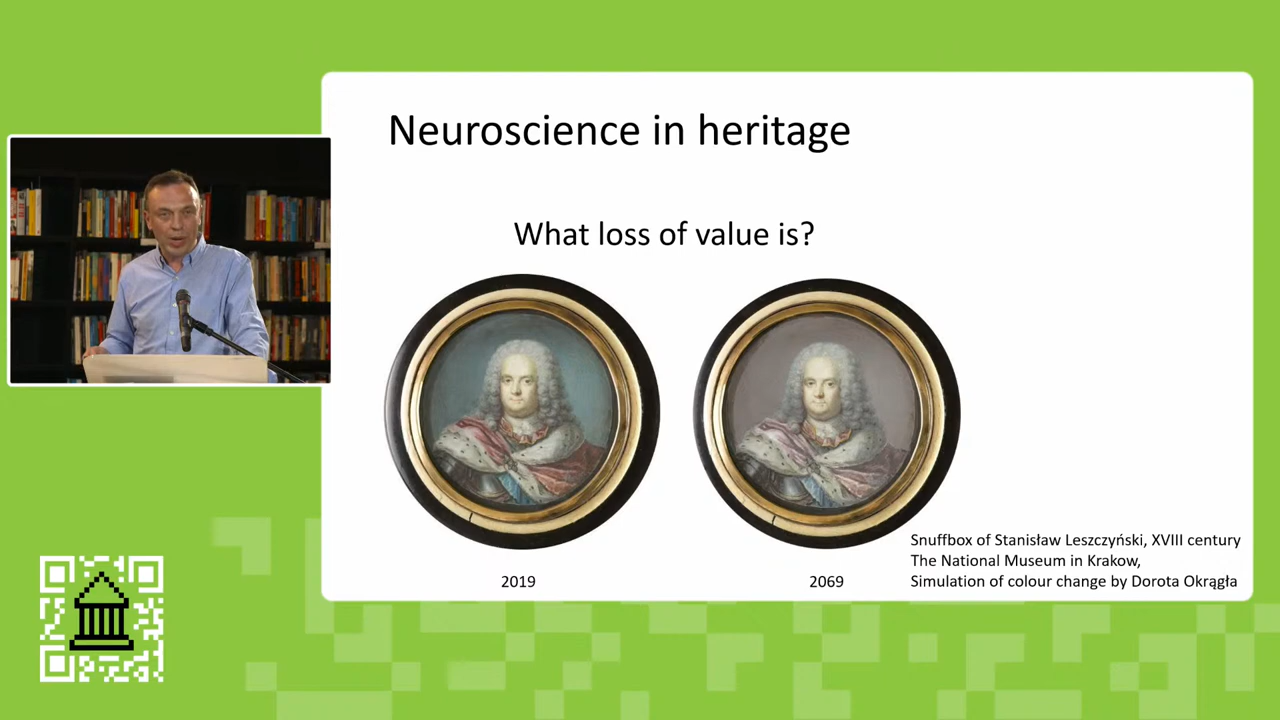 Neuroscience in heritage
What loss of value is?
2019
2069
Snuffbox of Stanisław Leszczyński, XVIII century
The National Museum in Krakow,
Simulation of colour change by Dorota Okrągła